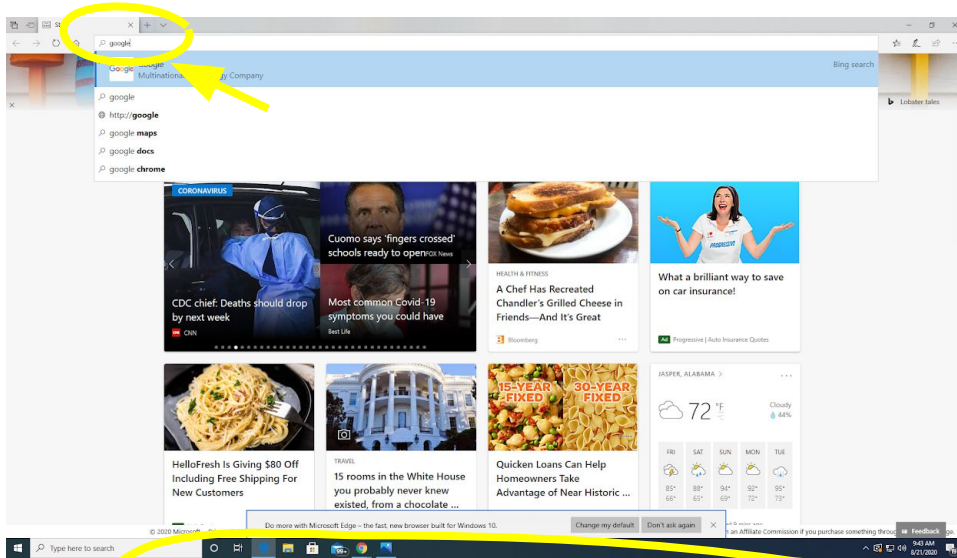 St
google
Google
Multinational
gy Company
Bing search
google
http://google
google maps
google docs
google chrome
Lobster tales
CORONAVIRUS
CDC chief: Deaths should drop
by next week
CNN
Cuomo says 'fingers crossed'
schools ready to open FOX News
Most common Covid-19
symptoms you could have
Best Life
HEALTH & FITNESS
A Chef Has Recreated
Chandler's Grilled Cheese in
Friends—And It's Great
Bloomberg
PROGRESSIVE
What a brilliant way to save
on car insurance!
Ad Progressive | Auto Insurance Quotes
HelloFresh Is Giving $80 Off
Including Free Shipping For
New Customers
TRAVEL
15 rooms in the White House
you probably never knew
existed, from a chocolate ...
15-YEAR
FIXED
30-YEAR
FIXED
Quicken Loans Can Help
Homeowners Take
Advantage of Near Historic ...
JASPER, ALABAMA >
72 °F
Cloudy
44%
FRI SAT SUN MON TUE
85° 88° 94° 92° 95°
66° 65° 69° 72° 73°
© 2020 Microsoft
Do more with Microsoft Edge – the fast, new browser built for Windows 10.
Change my default
Don't ask again
an Affiliate Commission if you purchase something throug
Feedback
Type here to search
99+
9:43 AM
8/21/2020